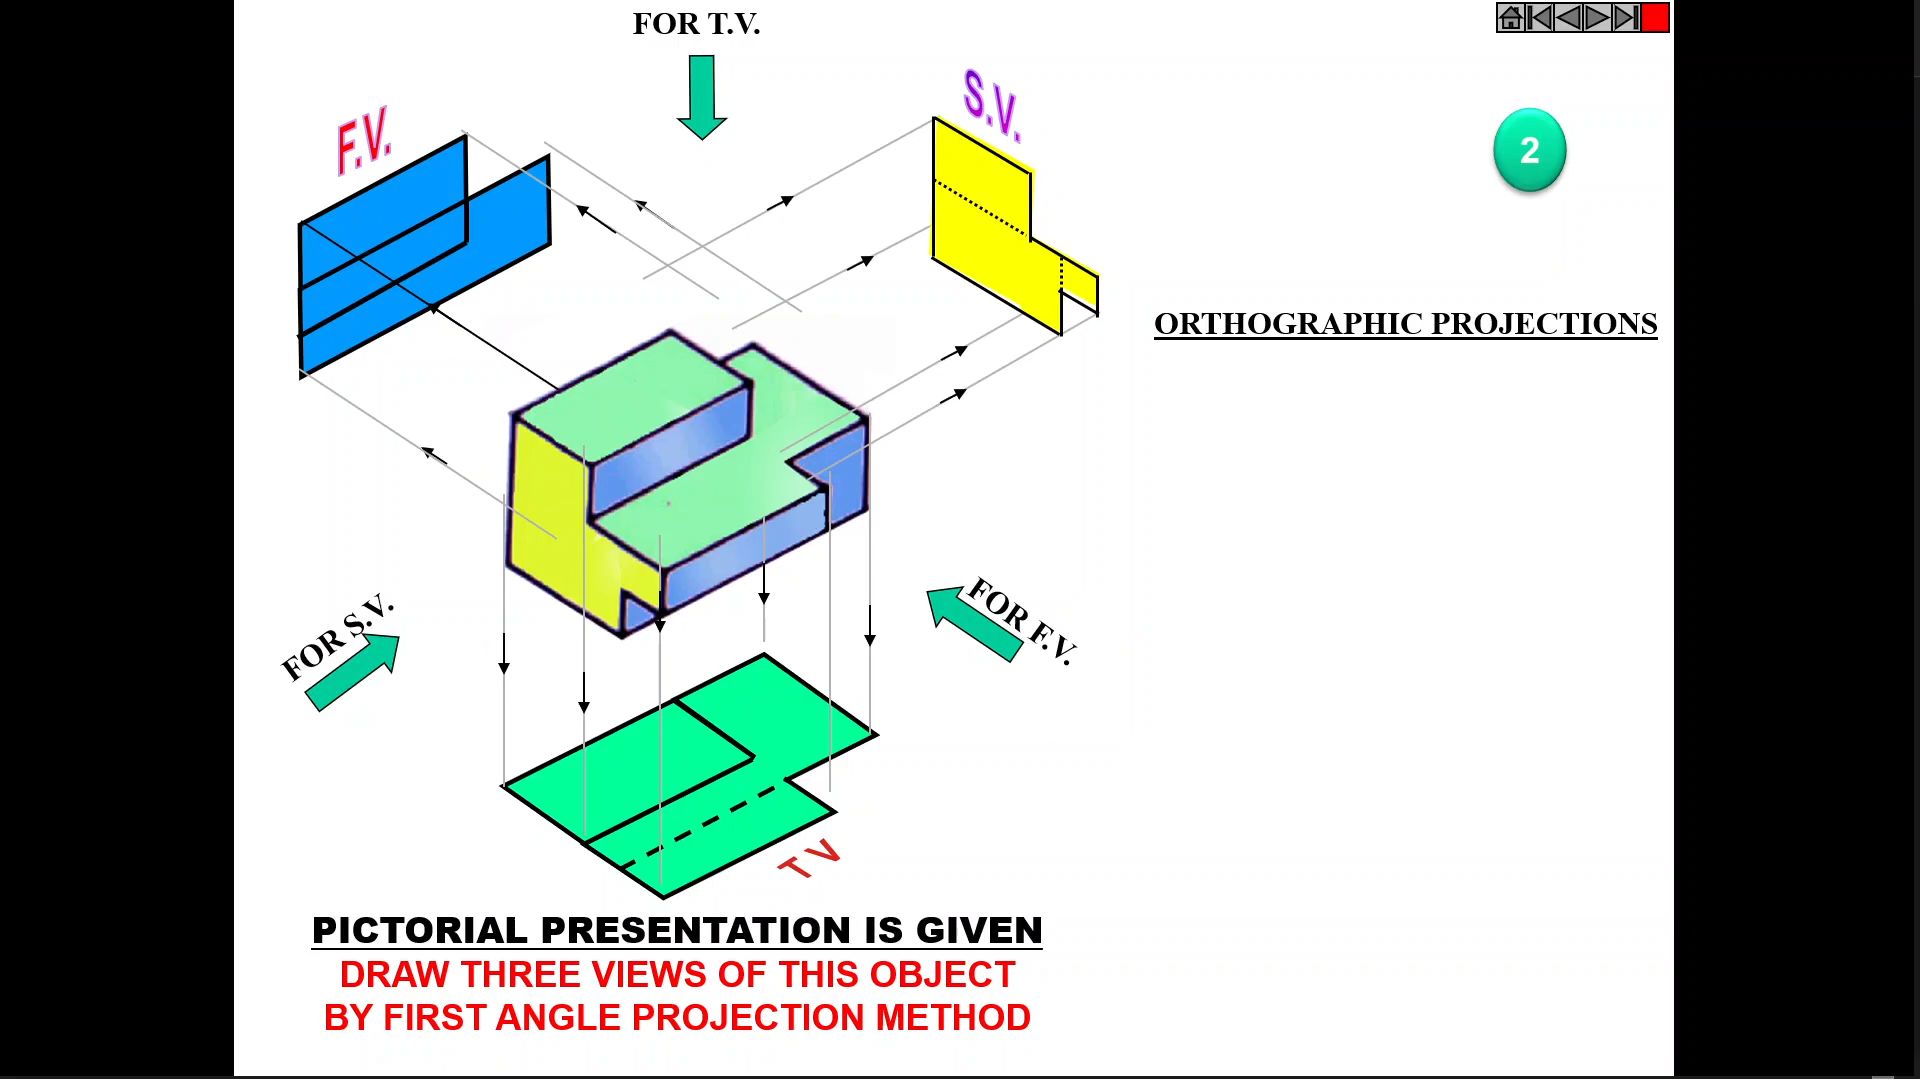 FOR T.V.
F.V.
S.V.
2
ORTHOGRAPHIC PROJECTIONS
FOR S.V.
FOR F.V.
TV
PICTORIAL PRESENTATION IS GIVEN
DRAW THREE VIEWS OF THIS OBJECT
BY FIRST ANGLE PROJECTION METHOD